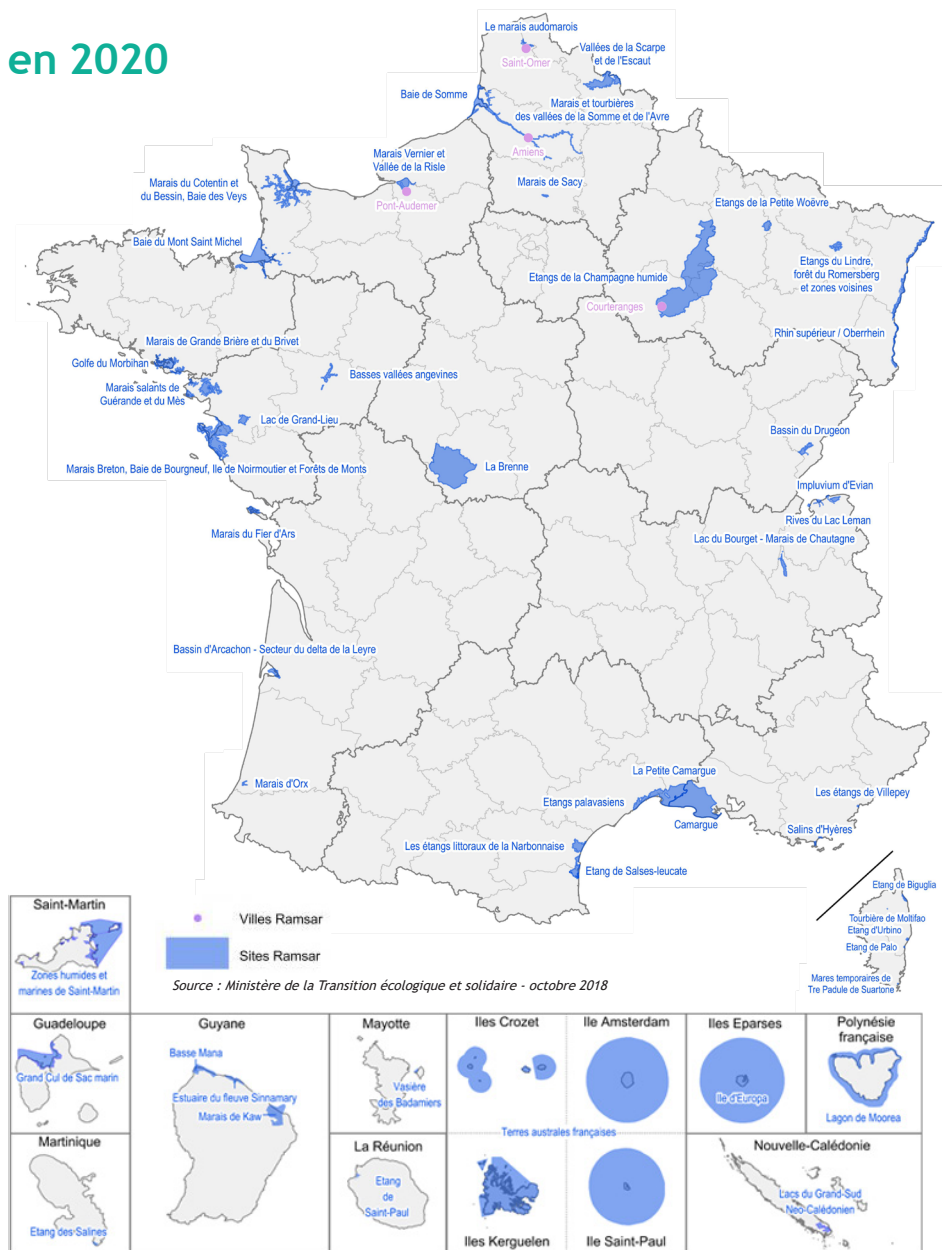 en 2020
Le marais audomarois
Saint-Omer
Vallées de la Scarpe
et de l'Escaut
Baie de Somme
Marais et tourbières
des vallées de la Somme et de l'Avre
Amiens
Marais Vernier et
Vallée de la Risle
Pont-Audemer
Marais de Sacy
Marais du Cotentin et
du Bessin, Baie des Veys
Etangs de la Petite Woëvre
Baie du Mont Saint Michel
Etangs du Lindre,
forêt du Romersberg
et zones voisines
Etangs de la Champagne humide
Courteranges
Rhin supérieur / Oberrhein
Marais de Grande Brière et du Brivet
Golfe du Morbihan
Basses vallées angevines
Marais salants de
Guérande et du Mès
Lac de Grand-Lieu
Bassin du Drugeon
Marais Breton, Baie de Bourgneuf, Ile de Noirmoutier et Forêts de Monts
La Brenne
Impluvium d'Evian
Rives du Lac Leman
Marais du Fier d'Ars
Lac du Bourget - Marais de Chautagne
Bassin d'Arcachon - Secteur du delta de la Leyre
Marais d'Orx
La Petite Camargue
Etangs palavasiens
Camargue
Les étangs de Villepey
Salins d'Hyères
Les étangs littoraux de la Narbonnaise
Etang de Salses-leucate
Etang de Biguglia
Tourbière de Moltifao
Etang d'Urbino
Etang de Palo
Mares temporaires de
Tre Padule de Suartone
Villes Ramsar
Sites Ramsar
Source : Ministère de la Transition écologique et solidaire - octobre 2018
Saint-Martin
Zones humides et
marines de Saint-Martin
Guadeloupe
Grand Cul de Sac marin
Martinique
Etang des Salines
Guyane
Basse Mana
Estuaire du fleuve Sinnamary
Marais de Kaw
Mayotte
Vasière
des Badamiers
La Réunion
Etang
de
Saint-Paul
Iles Crozet
Ile Amsterdam
Terres australes françaises
Iles Kerguelen
Ile Saint-Paul
Iles Eparses
Ile d'Europa
Polynésie
française
Lagon de Moorea
Nouvelle-Calédonie
Lacs du Grand-Sud
Neo-Calédonien